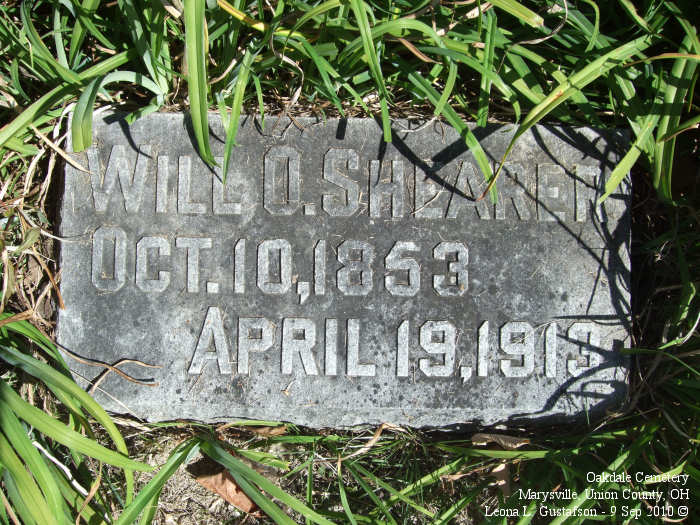 WILL O. SHEARER
OCT. 10, 1853
APRIL 19, 1913
Oakdale Cemetery
Marysville, Union County, OH
Leona L. Gustafson - 9 Sep 2010 ©